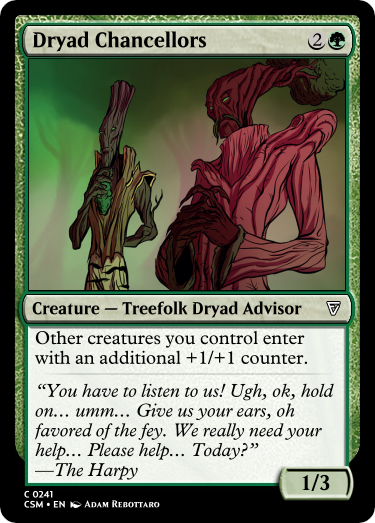 Dryad Chancellors 2
Creature — Treefolk Dryad Advisor
Other creatures you control enter
with an additional +1/+1 counter.
“You have to listen to us! Ugh, ok, hold
on… umm… Give us your ears, oh
favored of the fey. We really need your
help… Please help… Today?”
—The Harpy
1/3
C 0241
CSM • EN Adam Rebottaro